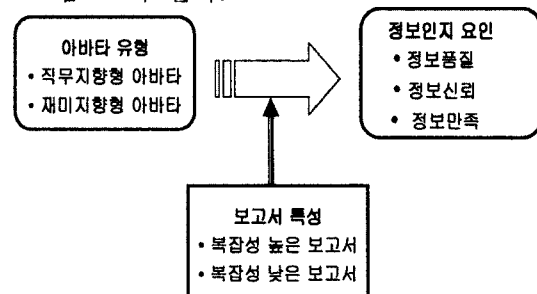 아바타 유형
• 직무지향형 아바타
• 재미지향형 아바타
정보인지 요인
• 정보품질
• 정보신뢰
• 정보만족
보고서 특성
• 복잡성 높은 보고서
• 복잡성 낮은 보고서